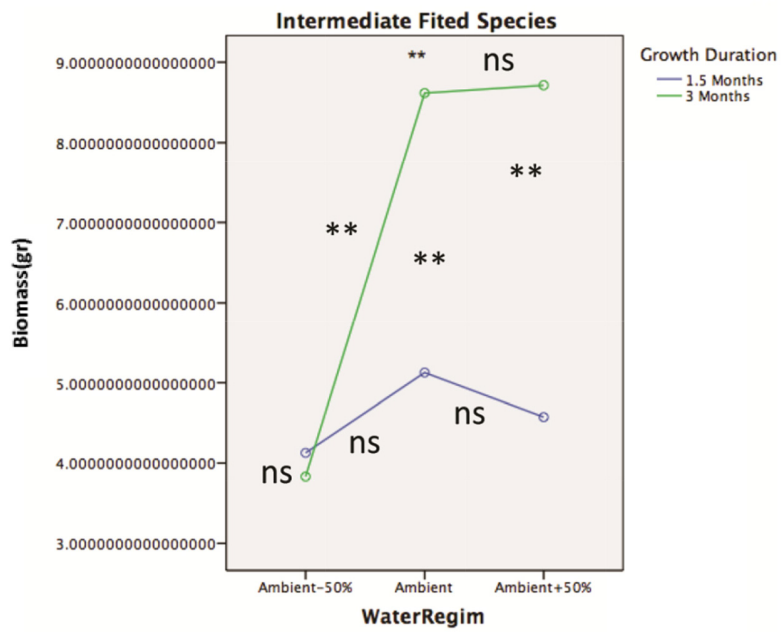 Intermediate Fited Species
Growth Duration
1.5 Months
3 Months
Biomass(gr)
9.0000000000000000
8.0000000000000000
7.0000000000000000
6.0000000000000000
5.0000000000000000
4.0000000000000000
3.0000000000000000
** ns
**
**
**
ns
ns
ns
Ambient-50% Ambient Ambient+50%
WaterRegim